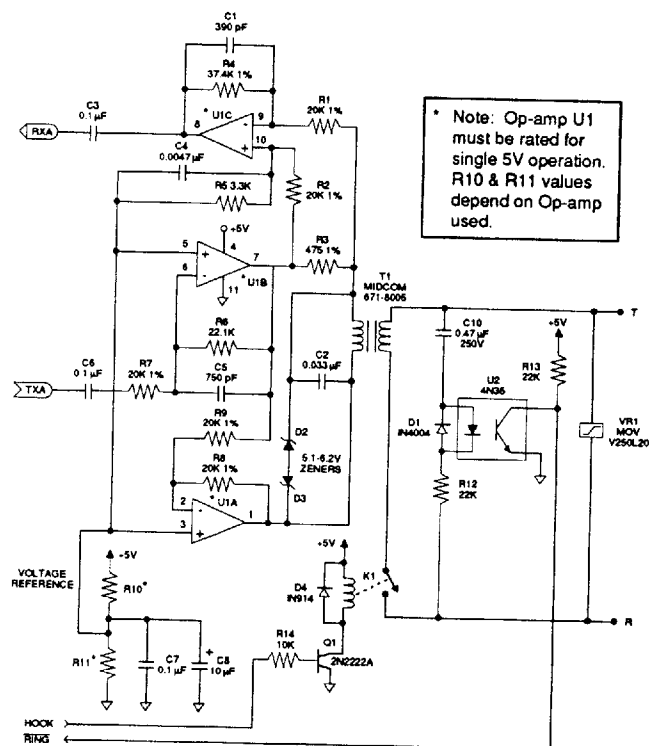 C1
390 pF
R4
37.4K 1%
C3
0.1 µF
* U1C
R1
20K 1%
8
9
-
10
+
RXA
C4
0.0047 µF
R5 3.3K
R2
20K 1%
* Note: Op-amp U1
must be rated for
single 5V operation.
R10 & R11 values
depend on Op-amp
used.
+5V
5
+
4
7
R3
475 1%
6
-
11
* U1B
T1
MIDCOM
671-8005
T
R6
22.1K
C10
0.47 µF
250V
+5V
R13
22K
C6
0.1 µF
R7
20K 1%
C5
750 pF
C2
0.033 µF
U2
4N35
TXA
R9
20K 1%
D1
IN4004
VR1
MOV
V250L20
R8
20K 1%
D2
5.1-6.2V
ZENERS
D3
R12
22K
* U1A
2
-
1
3
+
VOLTAGE
REFERENCE
+5V
D4
IN914
K1
R10*
R14
10K
Q1
2N2222A
R
R11*
C7
0.1 µF
+
C8
10 µF
HOOK
RING